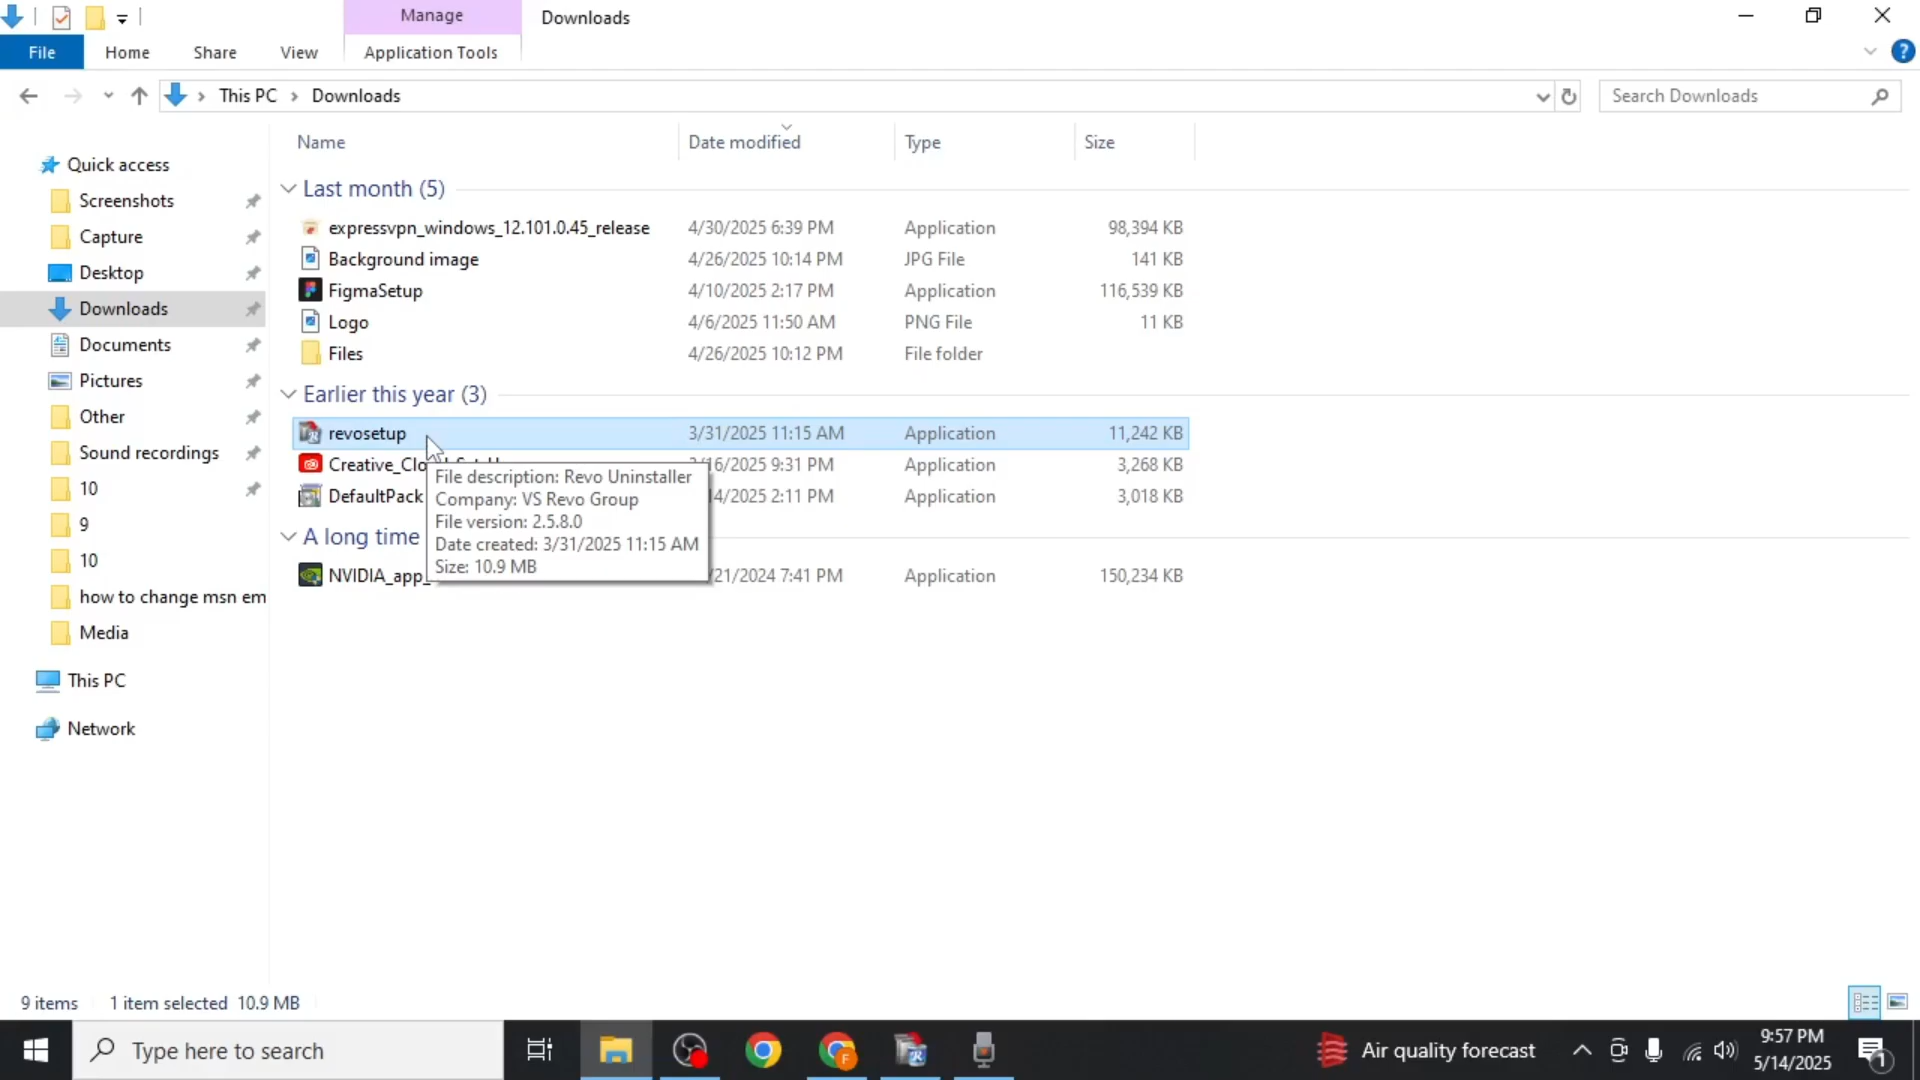 Manage
Downloads
File
Home
Share
View
Application Tools
This PC
Downloads
Search Downloads
Name
Date modified
Type
Size
Quick access
Screenshots
Capture
Desktop
Downloads
Documents
Pictures
Other
Sound recordings
10
9
10
how to change msn em
Media
This PC
Network
Last month (5)
expressvpn_windows_12.101.0.45_release 4/30/2025 6:39 PM Application 98,394 KB
Background image 4/26/2025 10:14 PM JPG File 141 KB
FigmaSetup 4/10/2025 2:17 PM Application 116,539 KB
Logo 4/6/2025 11:50 AM PNG File 11 KB
Files 4/26/2025 10:12 PM File folder
Earlier this year (3)
revosetup 3/31/2025 11:15 AM Application 11,242 KB
Creative_Clo /16/2025 9:31 PM Application 3,268 KB
DefaultPack 14/2025 2:11 PM Application 3,018 KB
A long time
NVIDIA_app_ /21/2024 7:41 PM Application 150,234 KB
File description: Revo Uninstaller
Company: VS Revo Group
File version: 2.5.8.0
Date created: 3/31/2025 11:15 AM
Size: 10.9 MB
9 items
1 item selected 10.9 MB
Type here to search
F
Air quality forecast
9:57 PM
5/14/2025
1